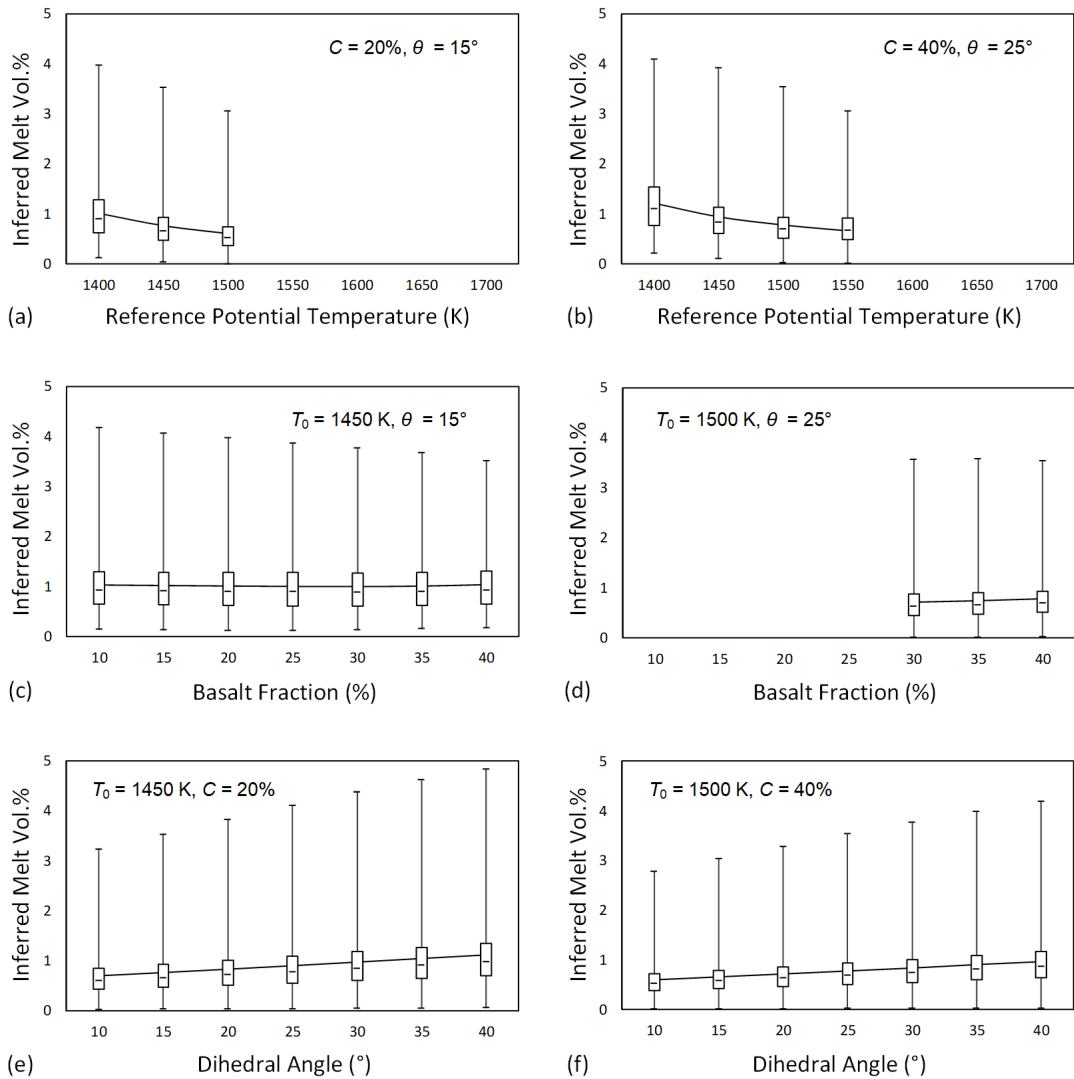 C = 20%, θ = 15°
Inferred Melt Vol.%
5
4
3
2
1
0
1400 1450 1500 1550 1600 1650 1700
(a) Reference Potential Temperature (K)
C = 40%, θ = 25°
Inferred Melt Vol.%
5
4
3
2
1
0
1400 1450 1500 1550 1600 1650 1700
(b) Reference Potential Temperature (K)
T0 = 1450 K, θ = 15°
Inferred Melt Vol.%
5
4
3
2
1
0
10 15 20 25 30 35 40
(c) Basalt Fraction (%)
T0 = 1500 K, θ = 25°
Inferred Melt Vol.%
5
4
3
2
1
0
10 15 20 25 30 35 40
(d) Basalt Fraction (%)
T0 = 1450 K, C = 20%
Inferred Melt Vol.%
5
4
3
2
1
0
10 15 20 25 30 35 40
(e) Dihedral Angle (°)
T0 = 1500 K, C = 40%
Inferred Melt Vol.%
5
4
3
2
1
0
10 15 20 25 30 35 40
(f) Dihedral Angle (°)